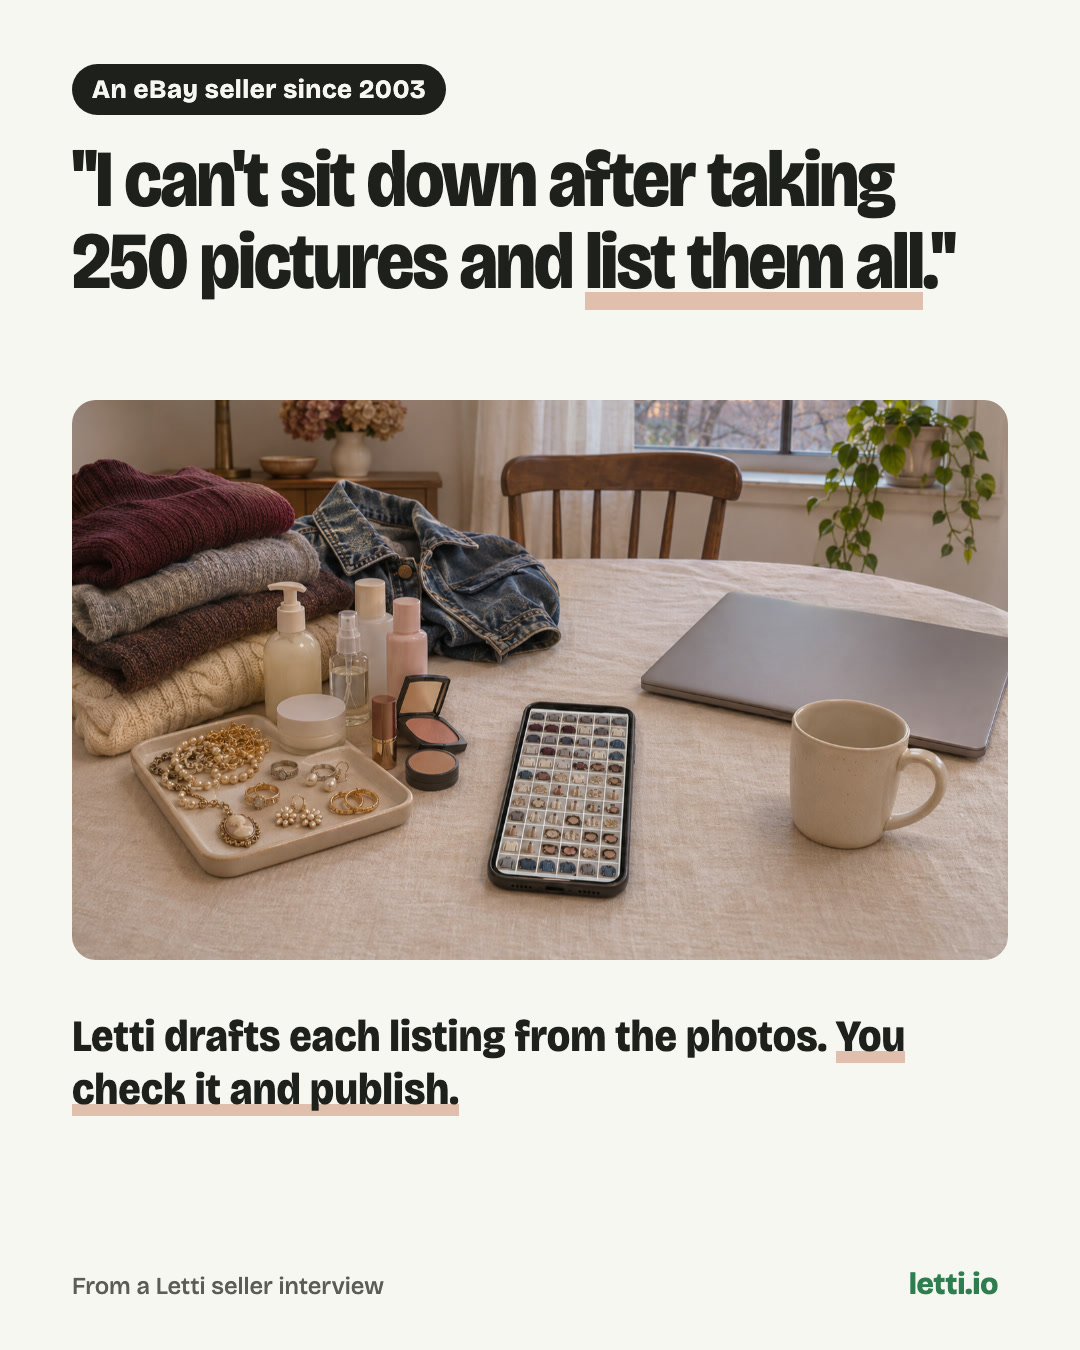 An eBay seller since 2003
"I can't sit down after taking
250 pictures and list them all."
Letti drafts each listing from the photos. You
check it and publish.
From a Letti seller interview
letti.io